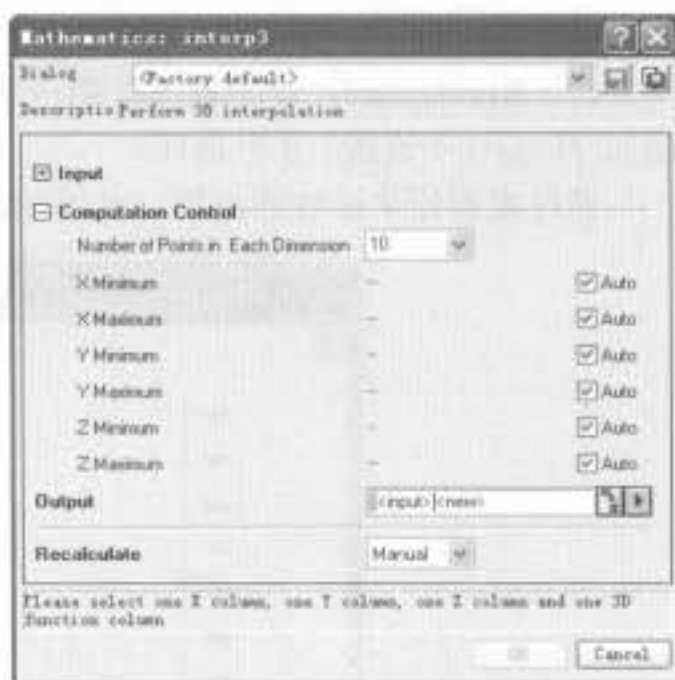 Mathematics: interp3
Dialog <Factory default>
Descriptio Perform 3D interpolation
Input
Computation Control
Number of Points in Each Dimension 10
X Minimum -- Auto
X Maximum -- Auto
Y Minimum -- Auto
Y Maximum -- Auto
Z Minimum -- Auto
Z Maximum -- Auto
Output [<input>]<new>
Recalculate Manual
Please select one X column, one Y column, one Z column and one 3D
function column
OK Cancel